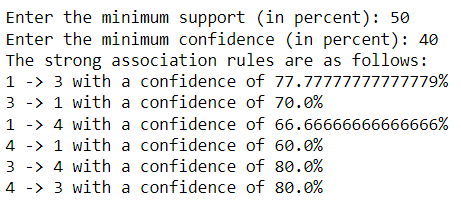 Enter the minimum support (in percent): 50
Enter the minimum confidence (in percent): 40
The strong association rules are as follows:
1 -> 3 with a confidence of 77.77777777777779%
3 -> 1 with a confidence of 70.0%
1 -> 4 with a confidence of 66.66666666666666%
4 -> 1 with a confidence of 60.0%
3 -> 4 with a confidence of 80.0%
4 -> 3 with a confidence of 80.0%